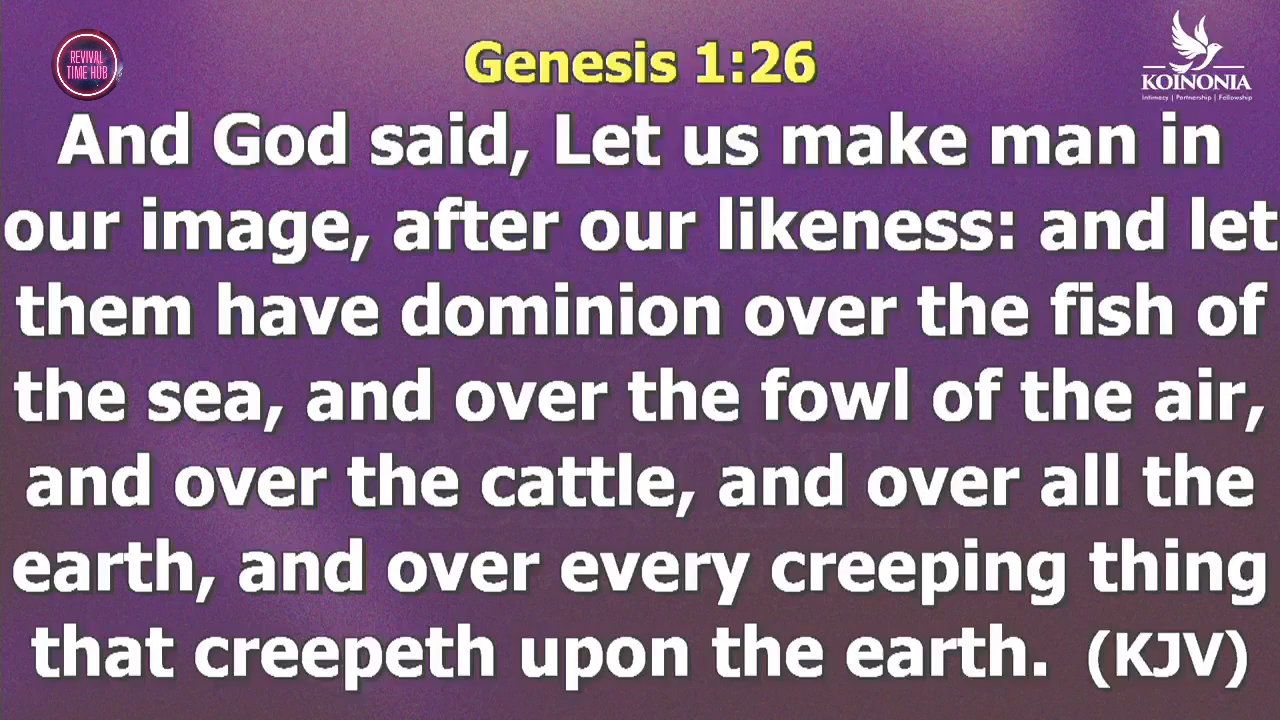 REVIVAL
TIME HUB
Genesis 1:26
KOINONIA
Intimacy | Partnership | Fellowship
And God said, Let us make man in
our image, after our likeness: and let
them have dominion over the fish of
the sea, and over the fowl of the air,
and over the cattle, and over all the
earth, and over every creeping thing
that creepeth upon the earth. (KJV)